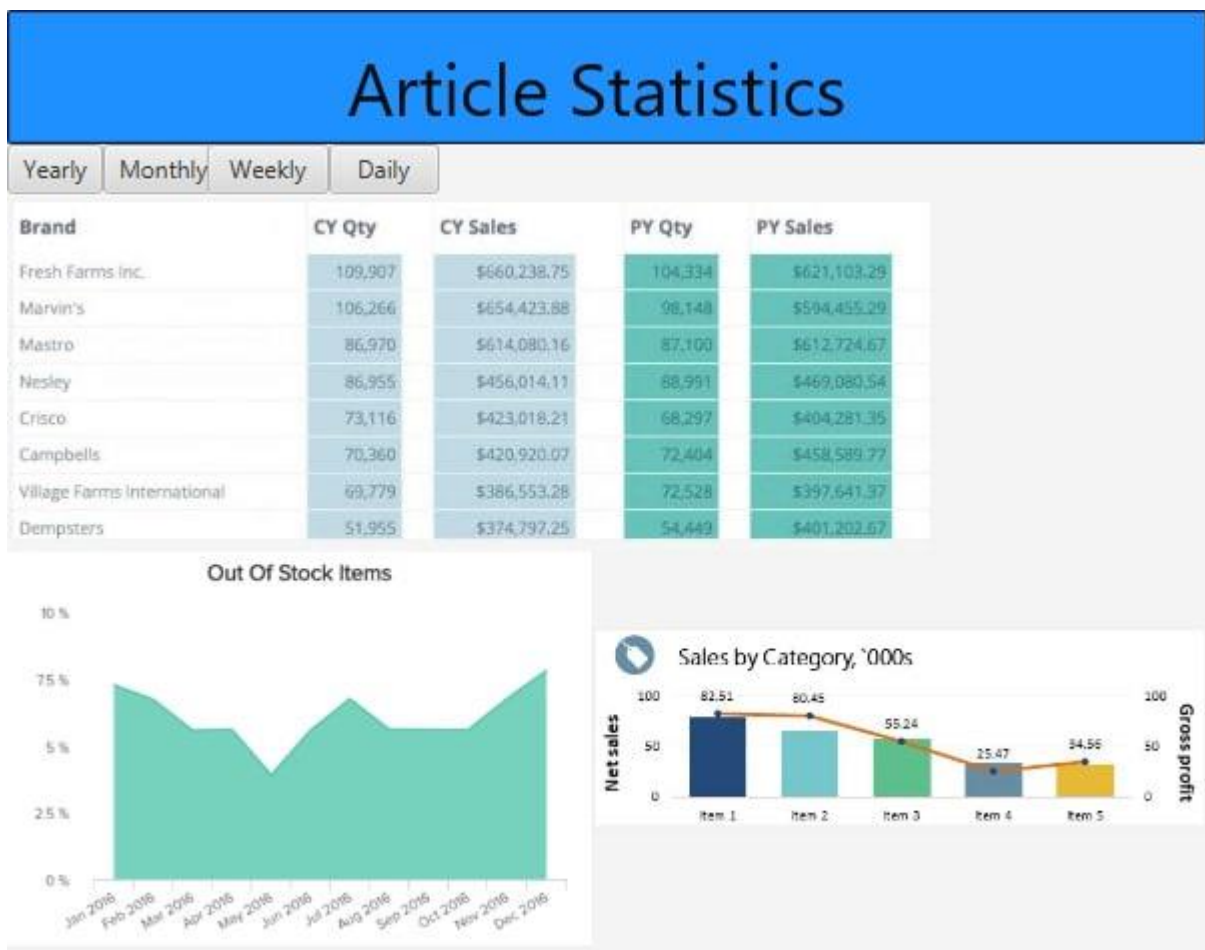 Article Statistics
Yearly Monthly Weekly Daily
Brand CY Qty CY Sales PY Qty PY Sales
Fresh Farms Inc. 109,907 $660,238.75 104,334 $621,103.29
Marvin's 106,266 $654,423.88 98,148 $594,455.29
Mastro 86,970 $614,080.16 87,100 $612,724.67
Nesley 86,955 $456,014.11 88,991 $469,080.54
Crisco 73,116 $423,018.21 68,297 $404,281.35
Campbells 70,360 $420,920.07 72,404 $458,589.77
Village Farms International 69,779 $386,553.28 72,528 $397,641.37
Dempsters 51,955 $374,797.25 54,449 $401,202.67
Out Of Stock Items
10 %
7.5 %
5 %
2.5 %
0 %
Jan 2016 Feb 2016 Mar 2016 Apr 2016 May 2016 Jun 2016 Jul 2016 Aug 2016 Sep 2016 Oct 2016 Nov 2016 Dec 2016
Sales by Category, `000s
Net sales
100
50
0
82.51 80.45 55.24 25.47 34.56
Item 1 Item 2 Item 3 Item 4 Item 5
100
50
0
Gross profit